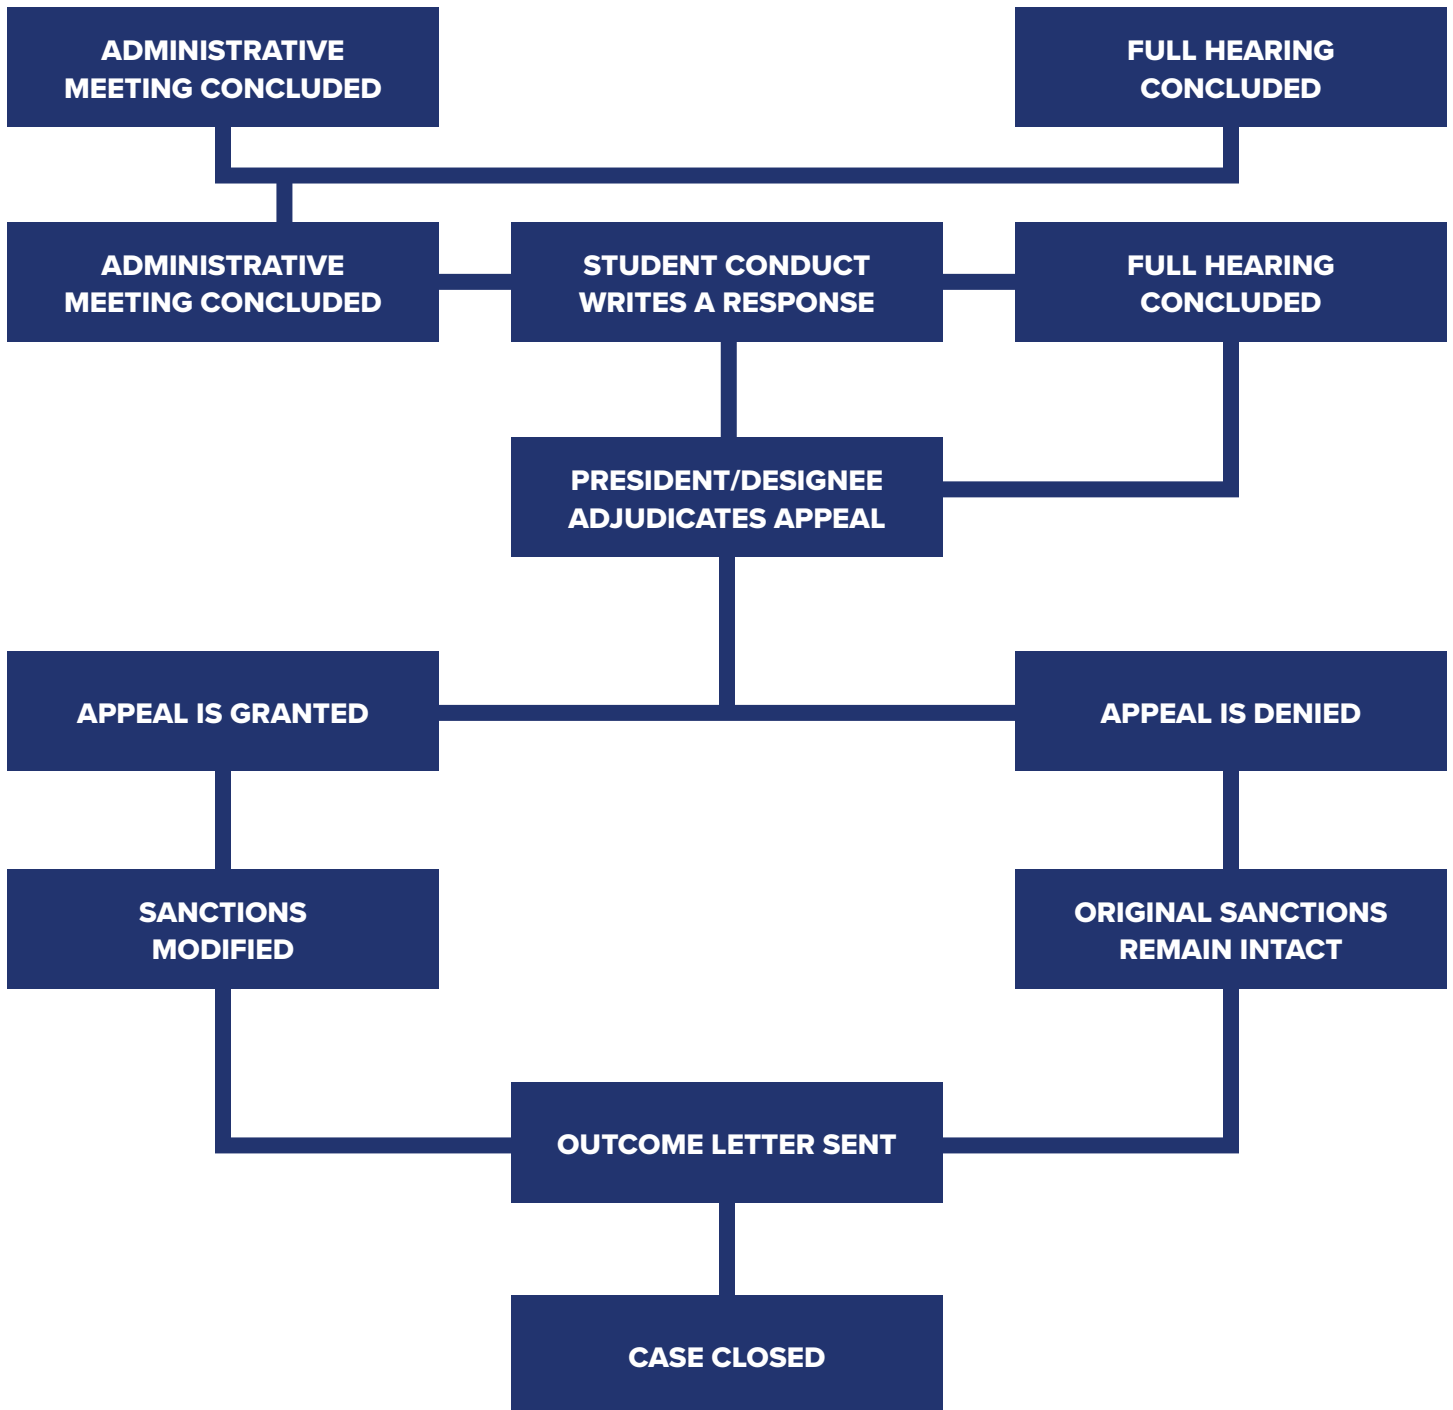 ADMINISTRATIVE
MEETING CONCLUDED
FULL HEARING
CONCLUDED
ADMINISTRATIVE
MEETING CONCLUDED
STUDENT CONDUCT
WRITES A RESPONSE
FULL HEARING
CONCLUDED
PRESIDENT/DESIGNEE
ADJUDICATES APPEAL
APPEAL IS GRANTED
APPEAL IS DENIED
SANCTIONS
MODIFIED
ORIGINAL SANCTIONS
REMAIN INTACT
OUTCOME LETTER SENT
CASE CLOSED